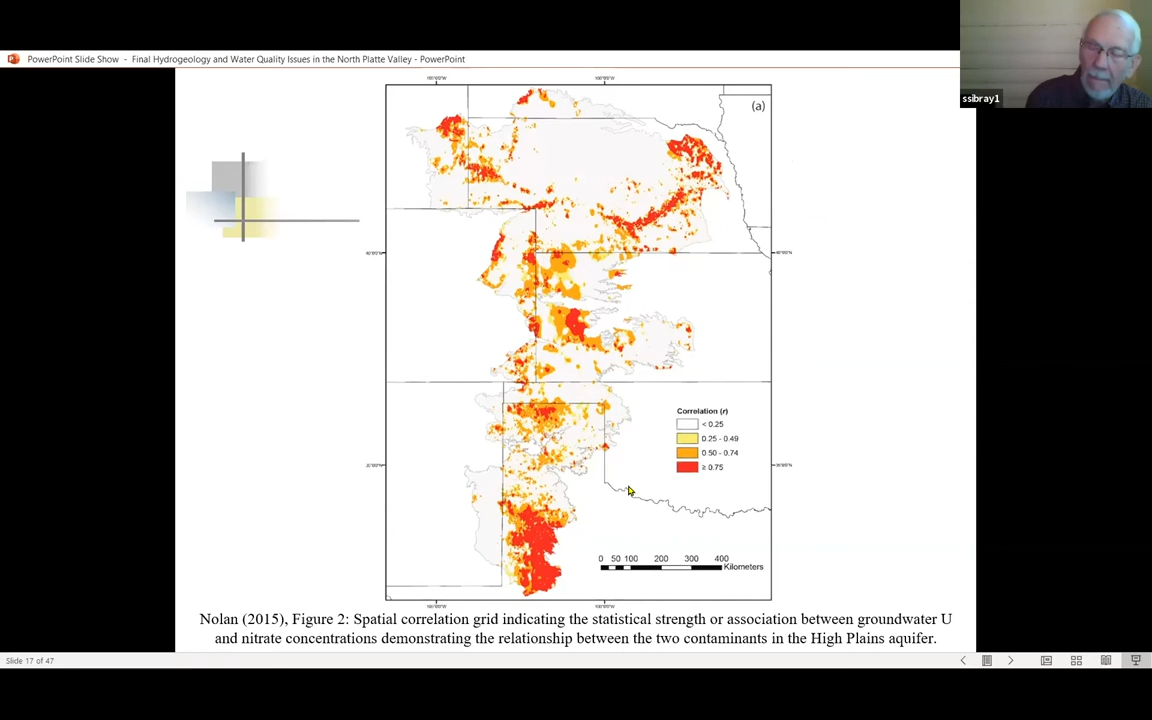 PowerPoint Slide Show - Final Hydrogeology and Water Quality Issues in the North Platte Valley - PowerPoint
ssibray1
(a)
Correlation (r)
< 0.25
0.25 - 0.49
0.50 - 0.74
≥ 0.75
0 50 100 200 300 400
Kilometers
Nolan (2015), Figure 2: Spatial correlation grid indicating the statistical strength or association between groundwater U
and nitrate concentrations demonstrating the relationship between the two contaminants in the High Plains aquifer.
Slide 17 of 47